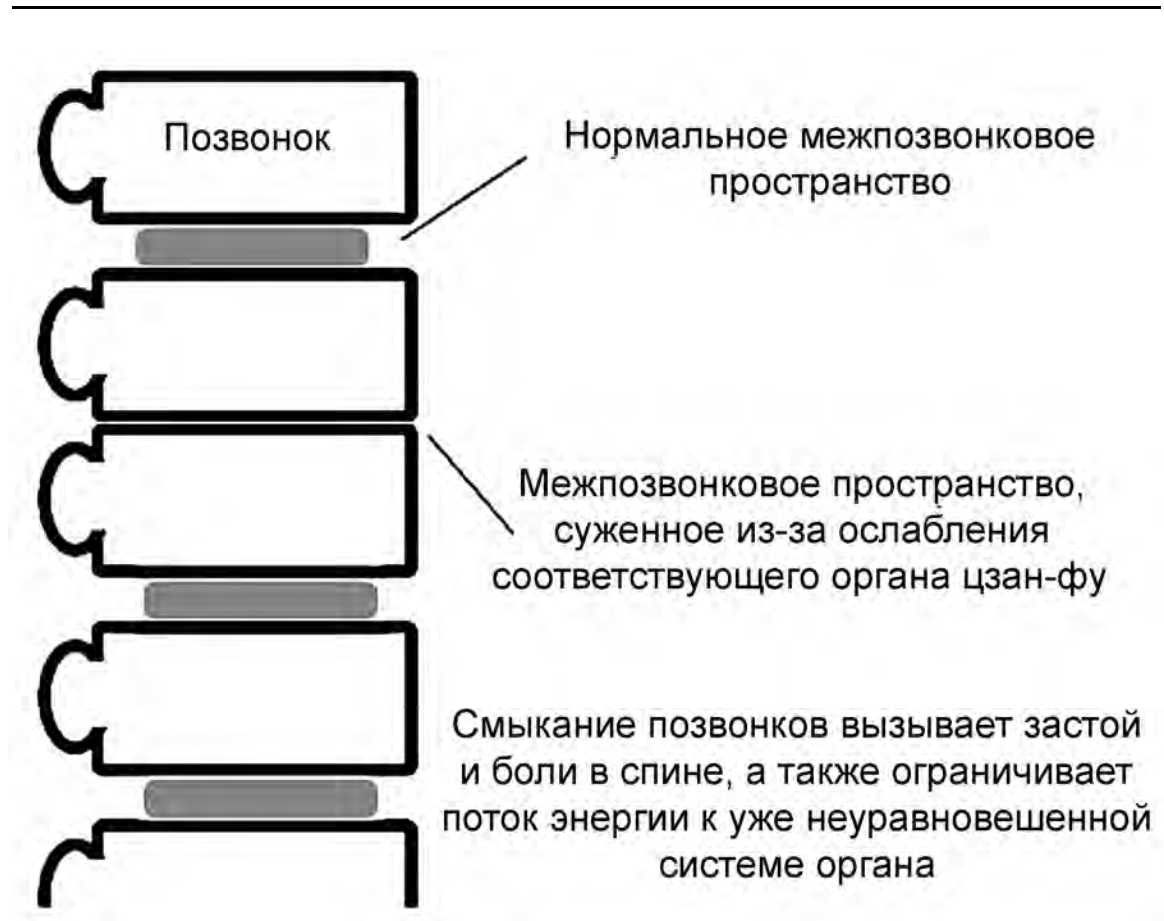 Позвонок
Нормальное межпозвонковое
пространство
Межпозвонковое пространство,
суженное из-за ослабления
соответствующего органа цзан-фу
Смыкание позвонков вызывает застой
и боли в спине, а также ограничивает
поток энергии к уже неуравновешенной
системе органа